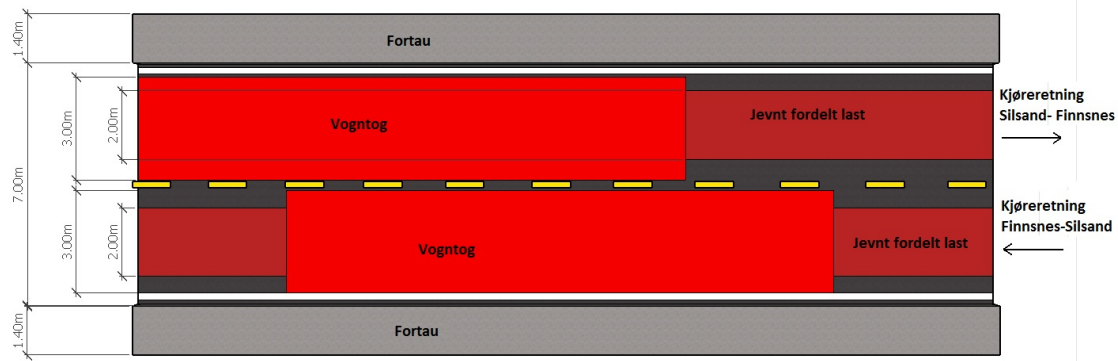 1.40m
Fortau
3.00m
2.00m
Vogntog
Jevnt fordelt last
Kjøreretning
Silsand- Finnsnes
7.00m
3.00m
2.00m
Vogntog
Jevnt fordelt last
Kjøreretning
Finnsnes-Silsand
1.40m
Fortau